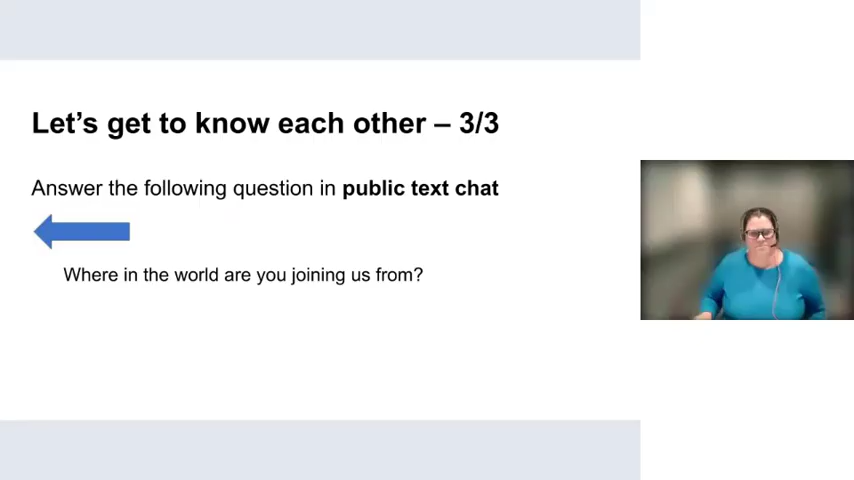 Let’s get to know each other – 3/3
Answer the following question in public text chat
Where in the world are you joining us from?